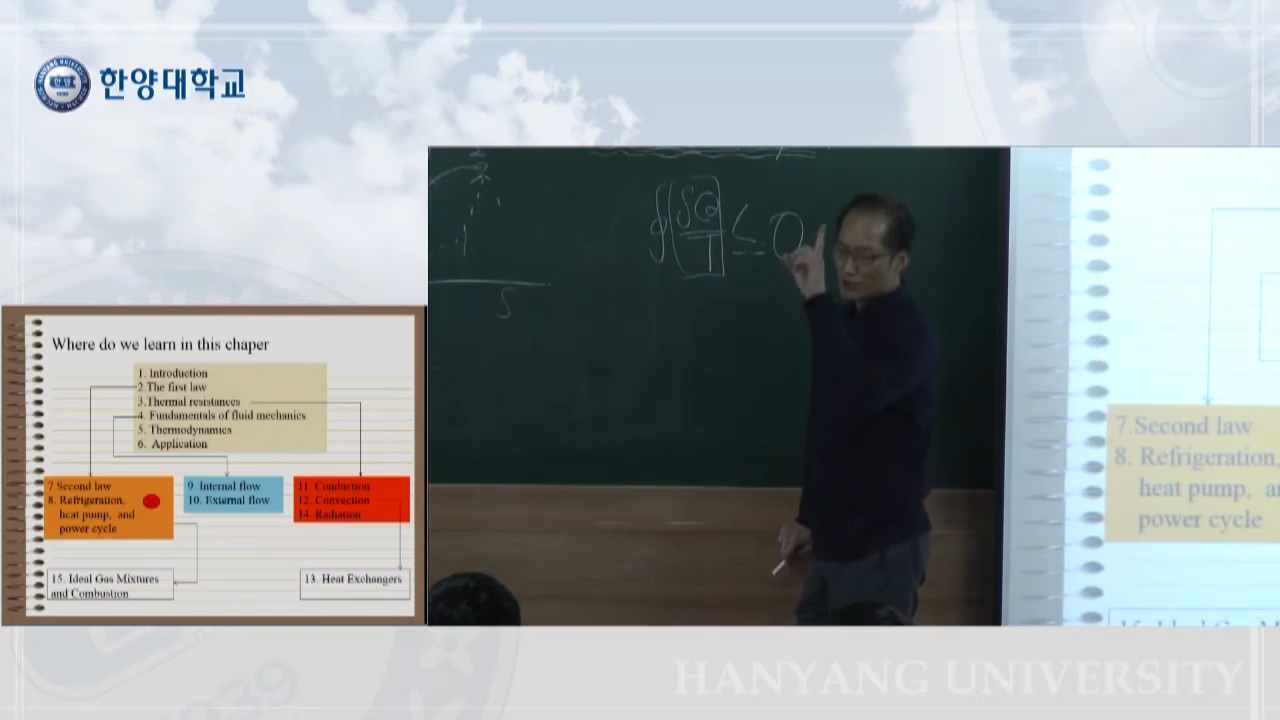 한양대학교
Where do we learn in this chaper
1. Introduction
2.The first law
3.Thermal resistances
4. Fundamentals of fluid mechanics
5. Thermodynamics
6. Application
7 Second law
8. Refrigeration,
heat pump, and
power cycle
9. Internal flow
10. External flow
11. Conduction
12. Convection
14. Radiation
15. Ideal Gas Mixtures
and Combustion
13. Heat Exchangers
S
∮(δQ/T) ≤ 0
7.Second law
8. Refrigeration,
heat pump, an
power cycle
HANYANG UNIVERSITY